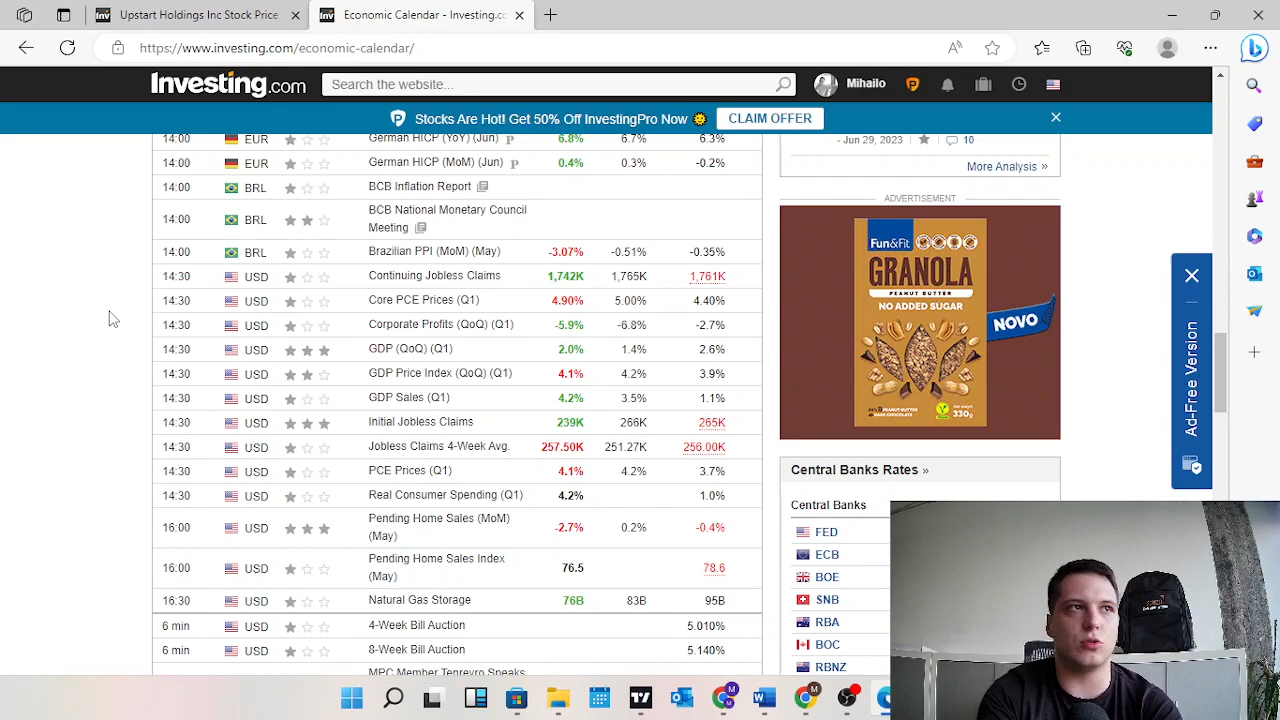 Upstart Holdings Inc Stock Price
Economic Calendar - Investing.cc
https://www.investing.com/economic-calendar/
Investing.com
Search the website...
Mihailo
Stocks Are Hot! Get 50% Off InvestingPro Now
CLAIM OFFER
14:00 EUR German HICP (YoY) (Jun) P 6.8% 6.7% 6.3%
14:00 EUR German HICP (MoM) (Jun) P 0.4% 0.3% -0.2%
14:00 BRL BCB Inflation Report
14:00 BRL BCB National Monetary Council
Meeting
14:00 BRL Brazilian PPI (MoM) (May) -3.07% -0.51% -0.35%
14:30 USD Continuing Jobless Claims 1,742K 1,765K 1,761K
14:30 USD Core PCE Prices (Q1) 4.90% 5.00% 4.40%
14:30 USD Corporate Profits (QoQ) (Q1) -5.9% -6.8% -2.7%
14:30 USD GDP (QoQ) (Q1) 2.0% 1.4% 2.6%
14:30 USD GDP Price Index (QoQ) (Q1) 4.1% 4.2% 3.9%
14:30 USD GDP Sales (Q1) 4.2% 3.5% 1.1%
14:30 USD Initial Jobless Claims 239K 266K 265K
14:30 USD Jobless Claims 4-Week Avg. 257.50K 251.27K 256.00K
14:30 USD PCE Prices (Q1) 4.1% 4.2% 3.7%
14:30 USD Real Consumer Spending (Q1) 4.2% 1.0%
16:00 USD Pending Home Sales (MoM)
(May) -2.7% 0.2% -0.4%
16:00 USD Pending Home Sales Index
(May) 76.5 78.6
16:30 USD Natural Gas Storage 76B 83B 95B
6 min USD 4-Week Bill Auction 5.010%
6 min USD 8-Week Bill Auction 5.140%
MPC Member Tenreyro Speaks
- Jun 29, 2023 10
More Analysis »
ADVERTISEMENT
Fun&Fit
GRANOLA
PEANUT BUTTER
NO ADDED SUGAR
NOVO
330g
Ad-Free Version
Central Banks Rates »
Central Banks
FED
ECB
BOE
SNB
RBA
BOC
RBNZ